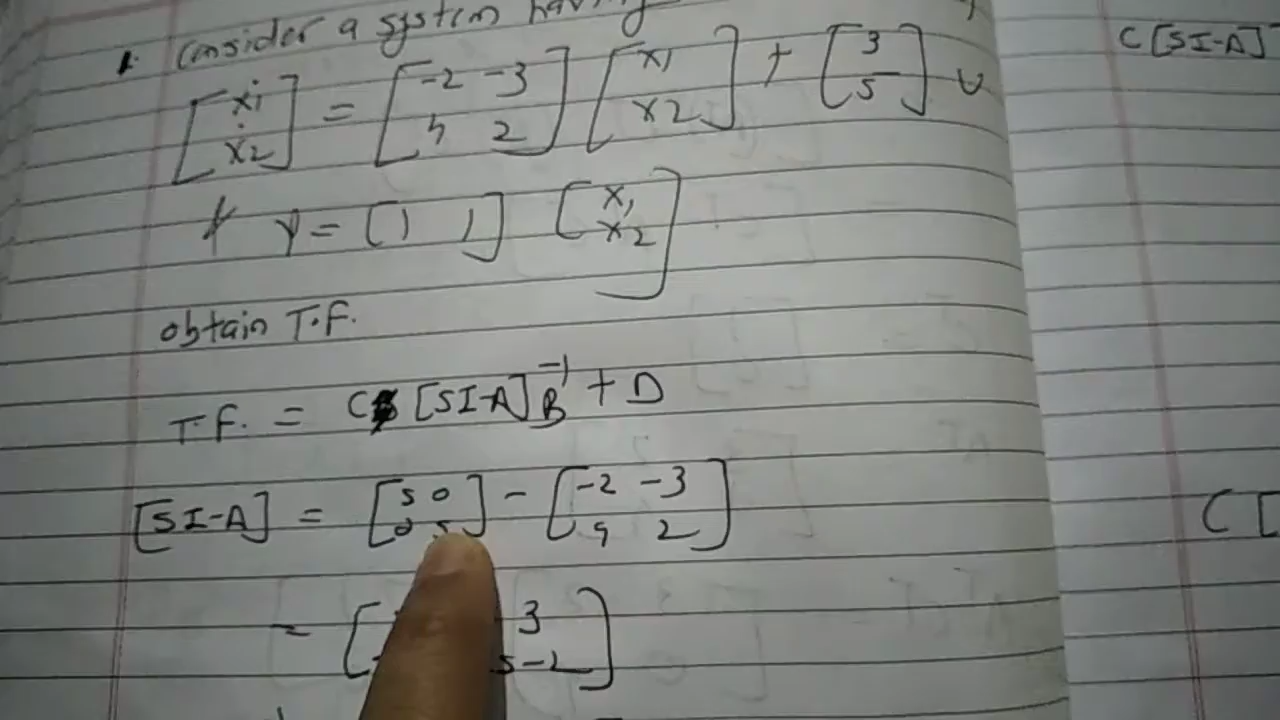 1. Consider a system having
[ẋ1 ẋ2] = [-2 -3 4 2] [x1 x2] + [3 5] u
& y = [1 1] [x1 x2]
obtain T.F.
T.F. = C [SI-A]⁻¹ B + D
[SI-A] = [S 0 0 S] - [-2 -3 4 2]
= [ 3 S-2]
C[SI-A]
C[